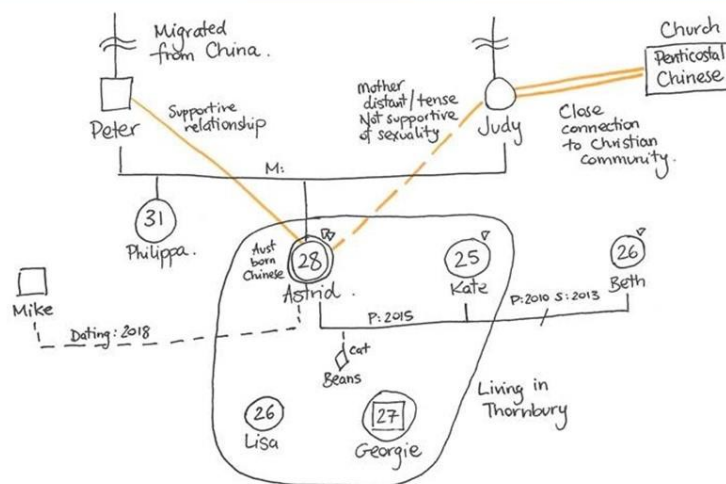 Migrated
from China.
Church
Penticostal
Chinese
Supportive
relationship
mother
distant/tense
Not supportive
of sexuality
Close
connection
to Christian
community.
Peter
Judy
M:
31
Philippa.
Aust
born
Chinese
28
Astrid.
25
Kate
26
Beth
Mike
Dating: 2018
P: 2015
P: 2010 S: 2013
cat
Beans
Living in
Thornbury
26
Lisa
27
Georgie